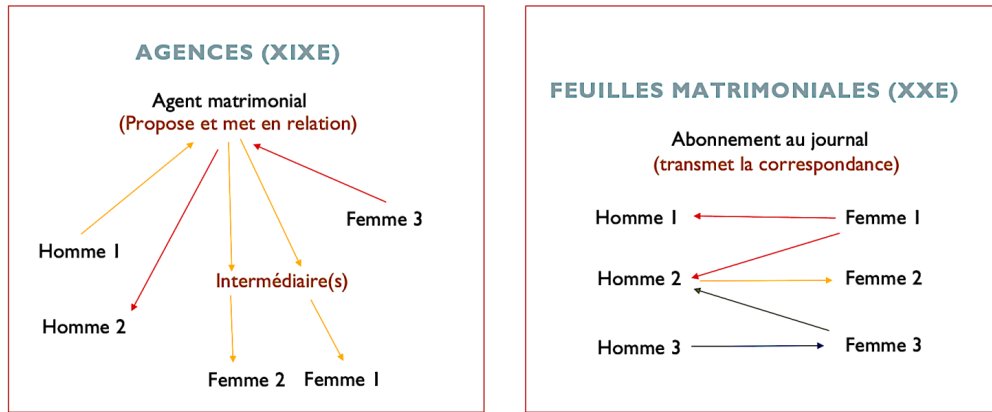 AGENCES (XIXE)
Agent matrimonial
(Propose et met en relation)
Femme 3
Homme 1
Intermédiaire(s)
Homme 2
Femme 2 Femme 1
FEUILLES MATRIMONIALES (XXE)
Abonnement au journal
(transmet la correspondance)
Homme 1 Femme 1
Homme 2 Femme 2
Homme 3 Femme 3